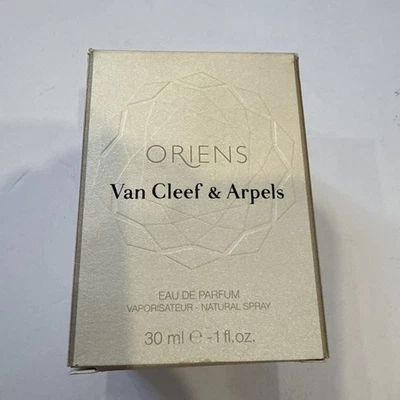 ORIENS
Van Cleef & Arpels
EAU DE PARFUM
VAPORISATEUR - NATURAL SPRAY
30 ml ℮ -1 fl.oz.